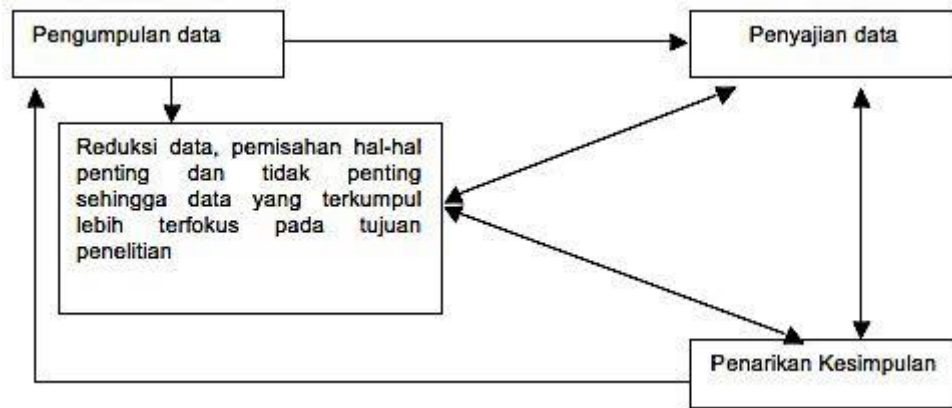 Pengumpulan data
Penyajian data
Reduksi data, pemisahan hal-hal
penting dan tidak penting
sehingga data yang terkumpul
lebih terfokus pada tujuan
penelitian
Penarikan Kesimpulan